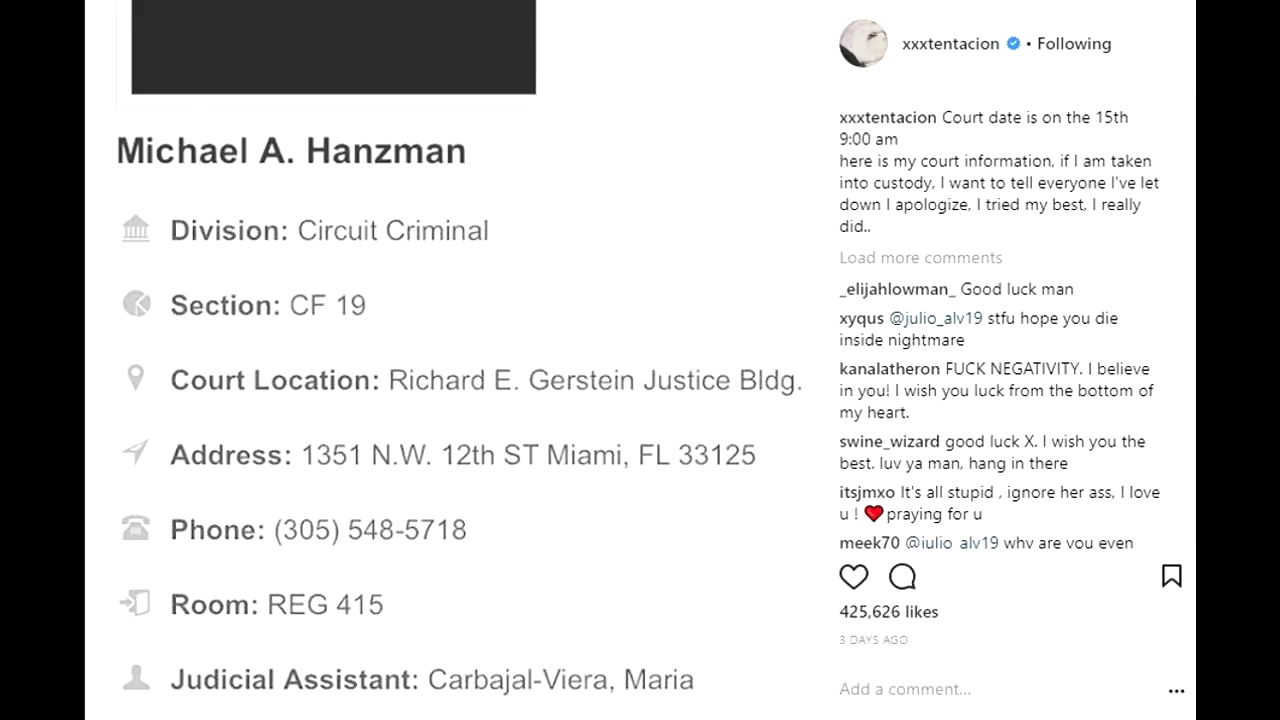 Michael A. Hanzman
Division: Circuit Criminal
Section: CF 19
Court Location: Richard E. Gerstein Justice Bldg.
Address: 1351 N.W. 12th ST Miami, FL 33125
Phone: (305) 548-5718
Room: REG 415
Judicial Assistant: Carbajal-Viera, Maria
xxxtentacion • Following
xxxtentacion Court date is on the 15th
9:00 am
here is my court information, if I am taken
into custody, I want to tell everyone I've let
down I apologize, I tried my best, I really
did..
Load more comments
_elijahlowman_ Good luck man
xyqus @julio_alv19 stfu hope you die
inside nightmare
kanalatheron FUCK NEGATIVITY. I believe
in you! I wish you luck from the bottom of
my heart.
swine_wizard good luck X. I wish you the
best. luv ya man, hang in there
itsjmxo It's all stupid , ignore her ass, I love
u ! ❤️praying for u
meek70 @julio_alv19 why are you even
425,626 likes
3 DAYS AGO
Add a comment...